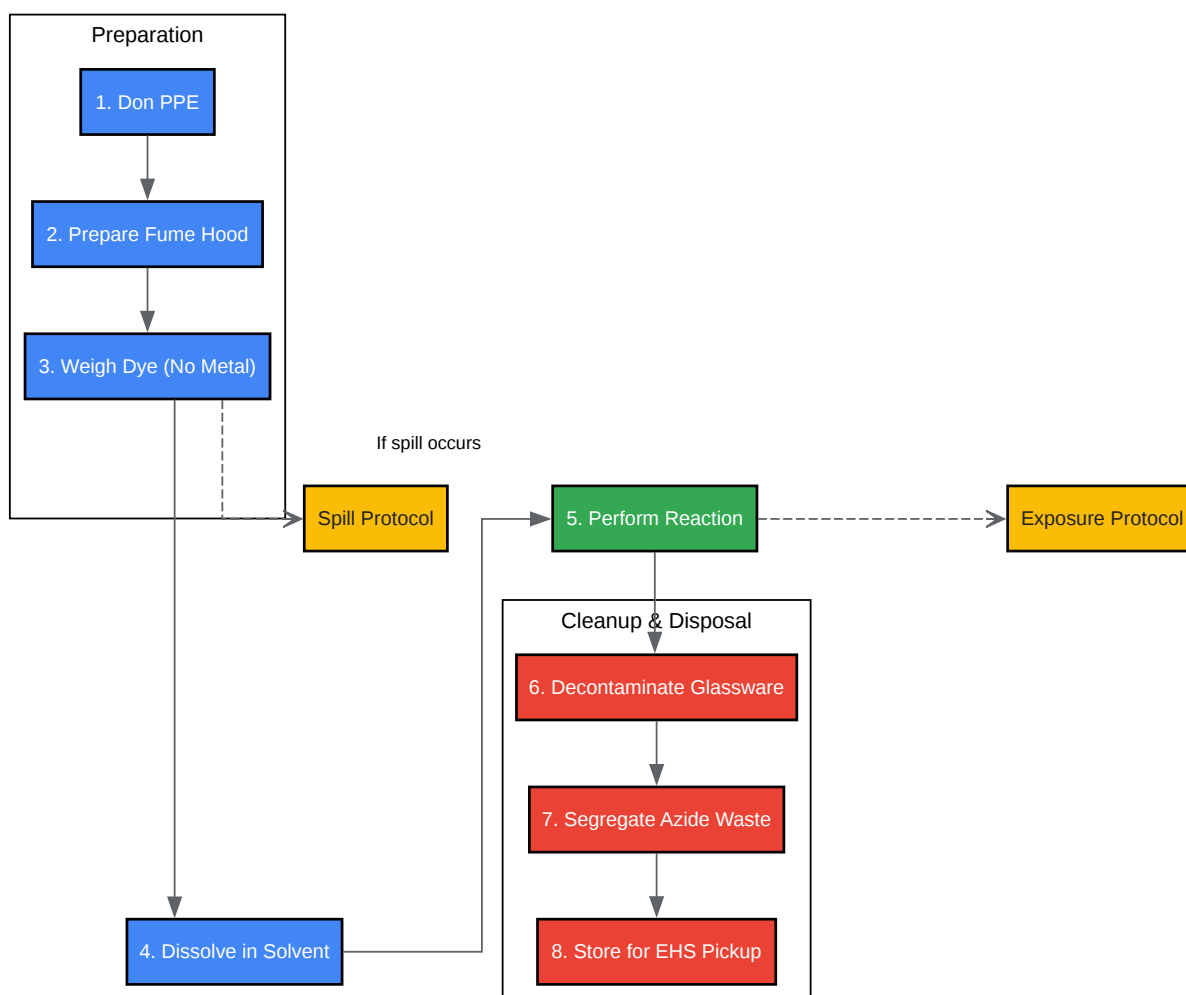 Preparation
1. Don PPE
2. Prepare Fume Hood
3. Weigh Dye (No Metal)
If spill occurs
Spill Protocol
5. Perform Reaction
Exposure Protocol
Cleanup & Disposal
6. Decontaminate Glassware
7. Segregate Azide Waste
4. Dissolve in Solvent
8. Store for EHS Pickup